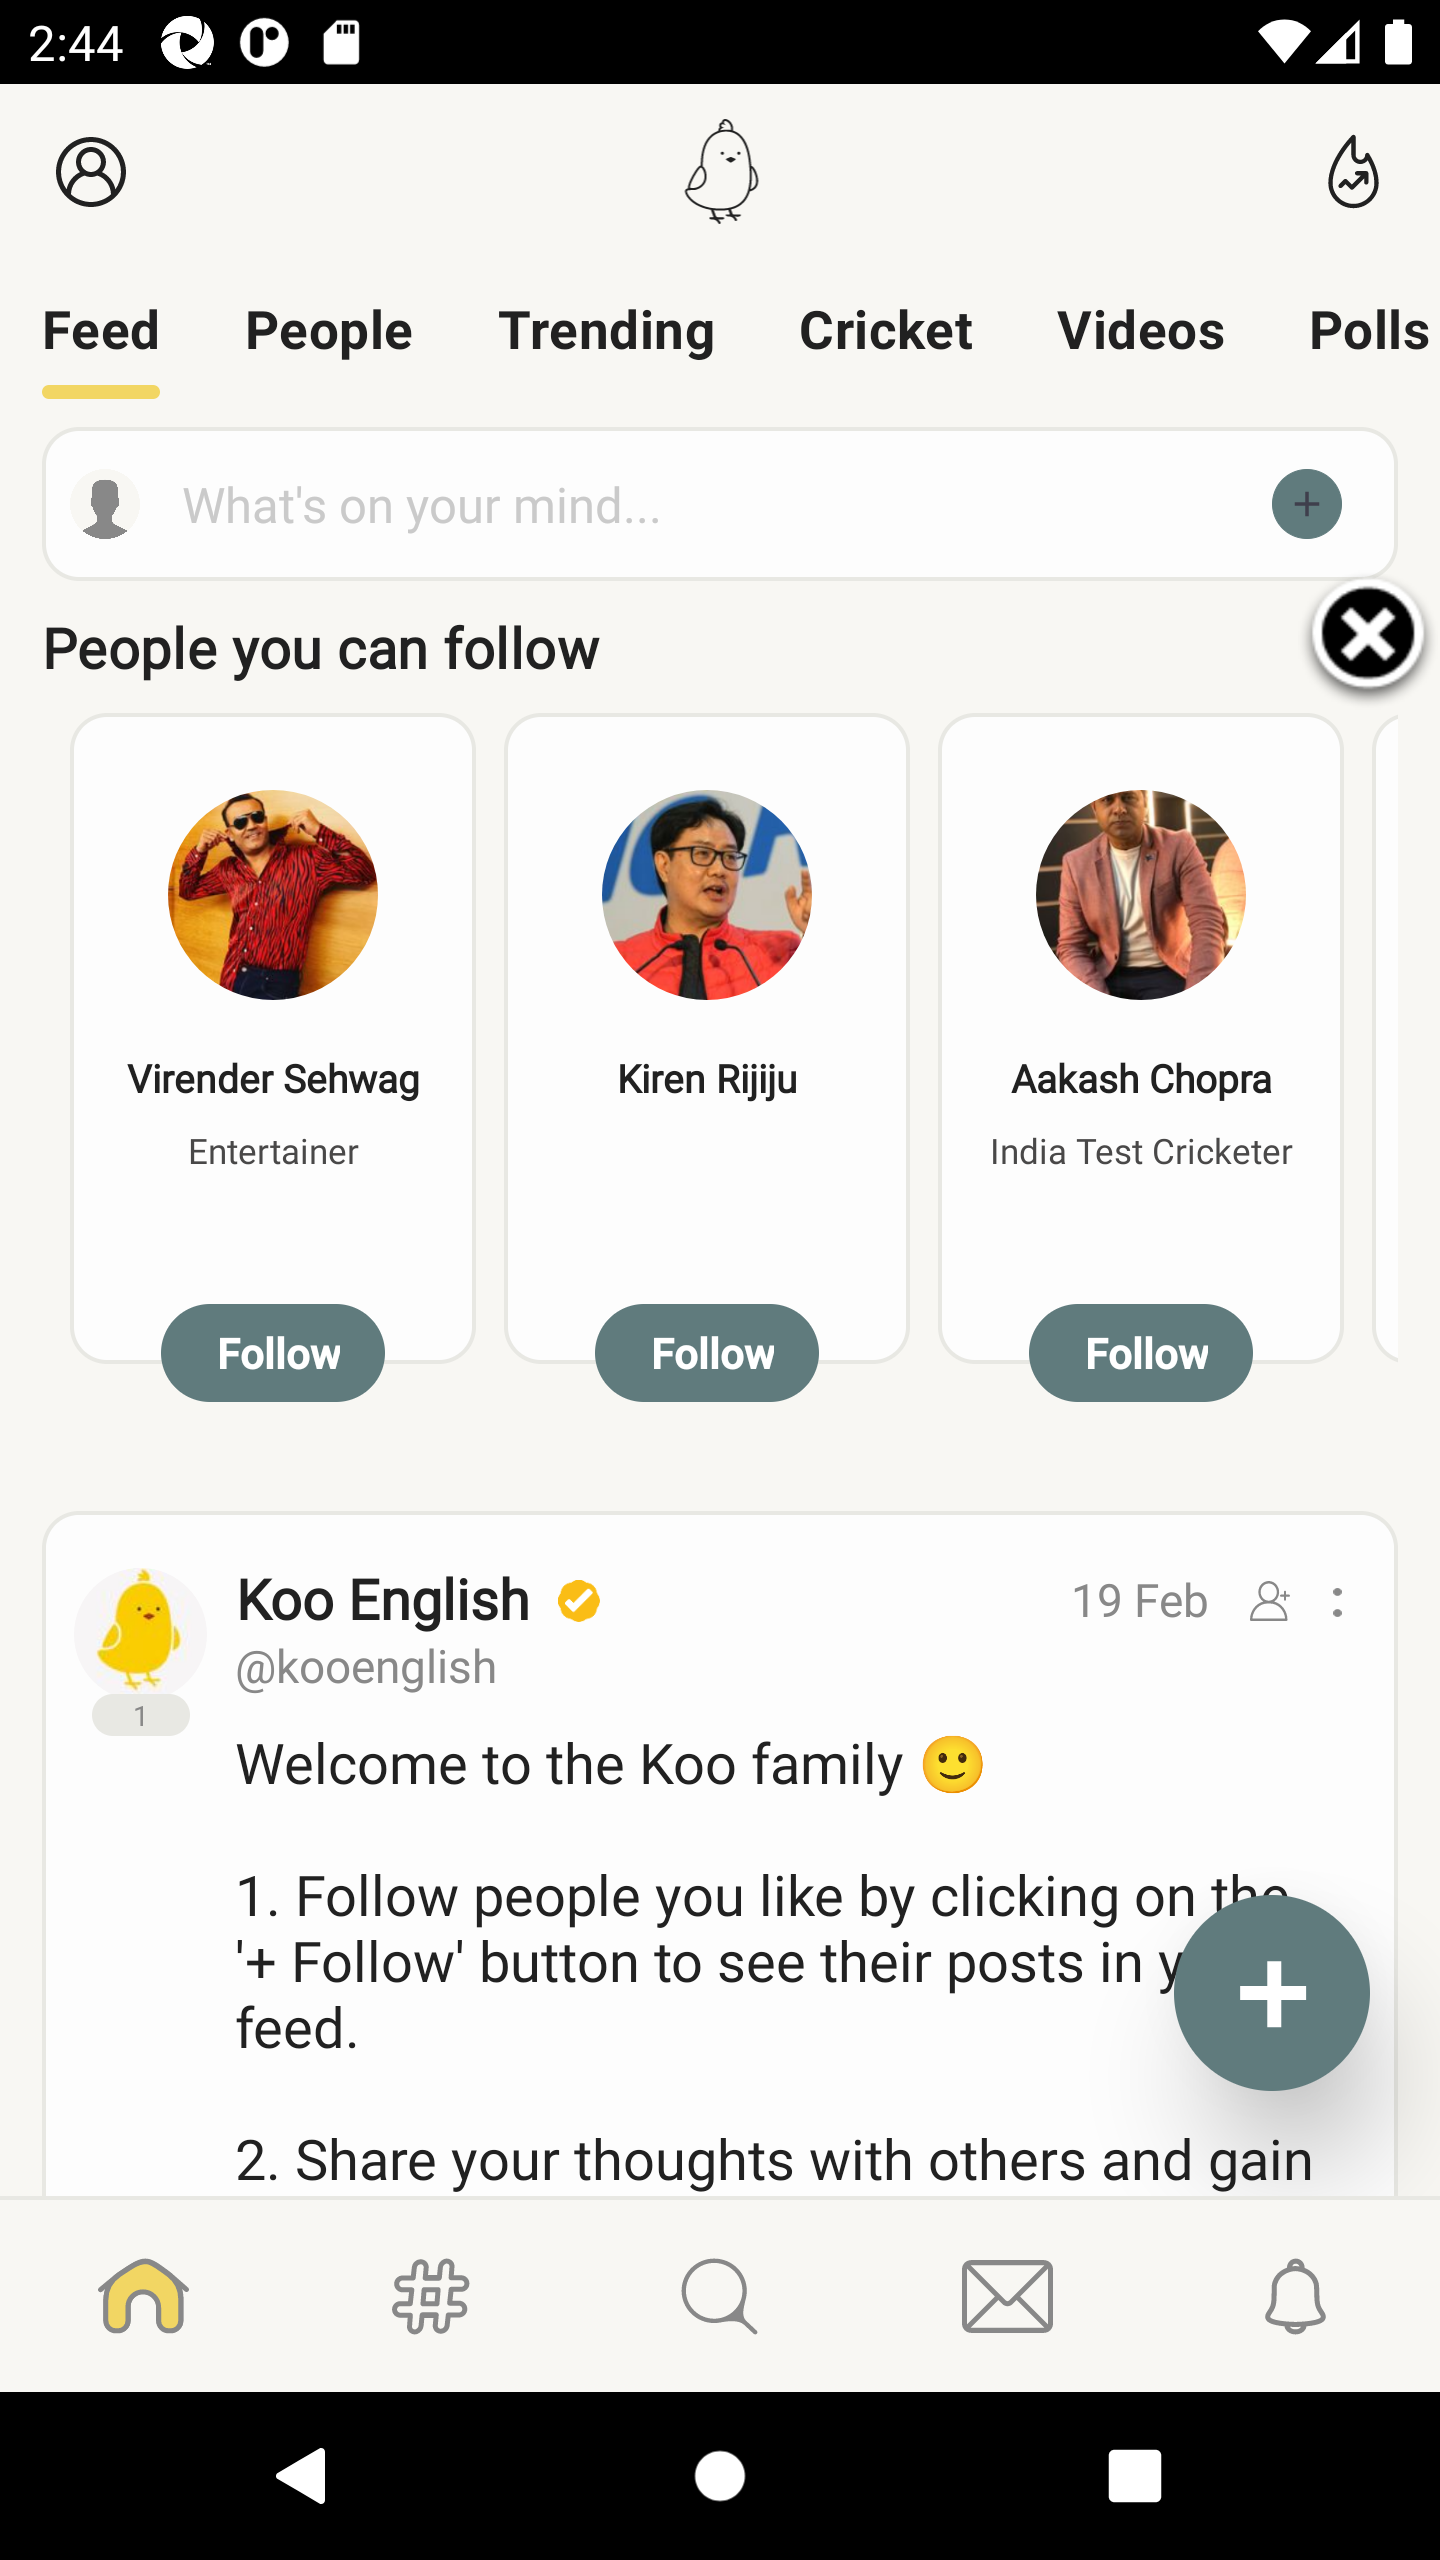 2:44
Feed People Trending Cricket Videos Polls
What's on your mind...
People you can follow
Virender Sehwag
Entertainer
Follow
Kiren Rijiju
Follow
Aakash Chopra
India Test Cricketer
Follow
Koo English
19 Feb
@kooenglish
1
Welcome to the Koo family 🙂
1. Follow people you like by clicking on the
'+ Follow' button to see their posts in
feed.
2. Share your thoughts with others and gain